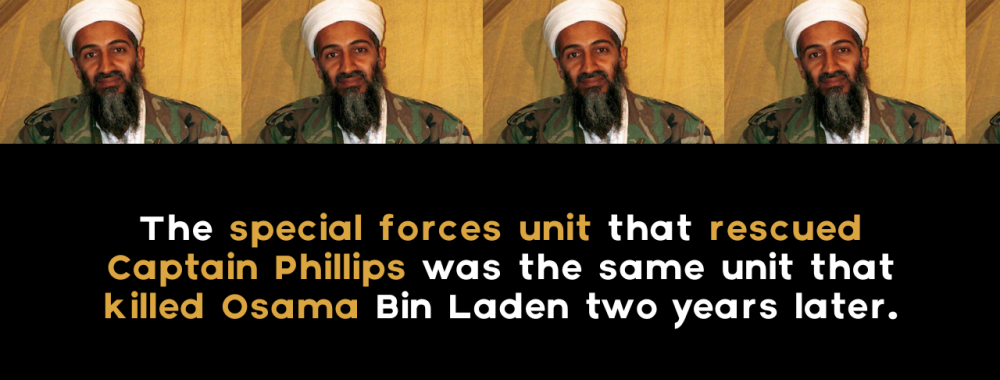 The special forces unit that rescued
Captain Phillips was the same unit that
killed Osama Bin Laden two years later.